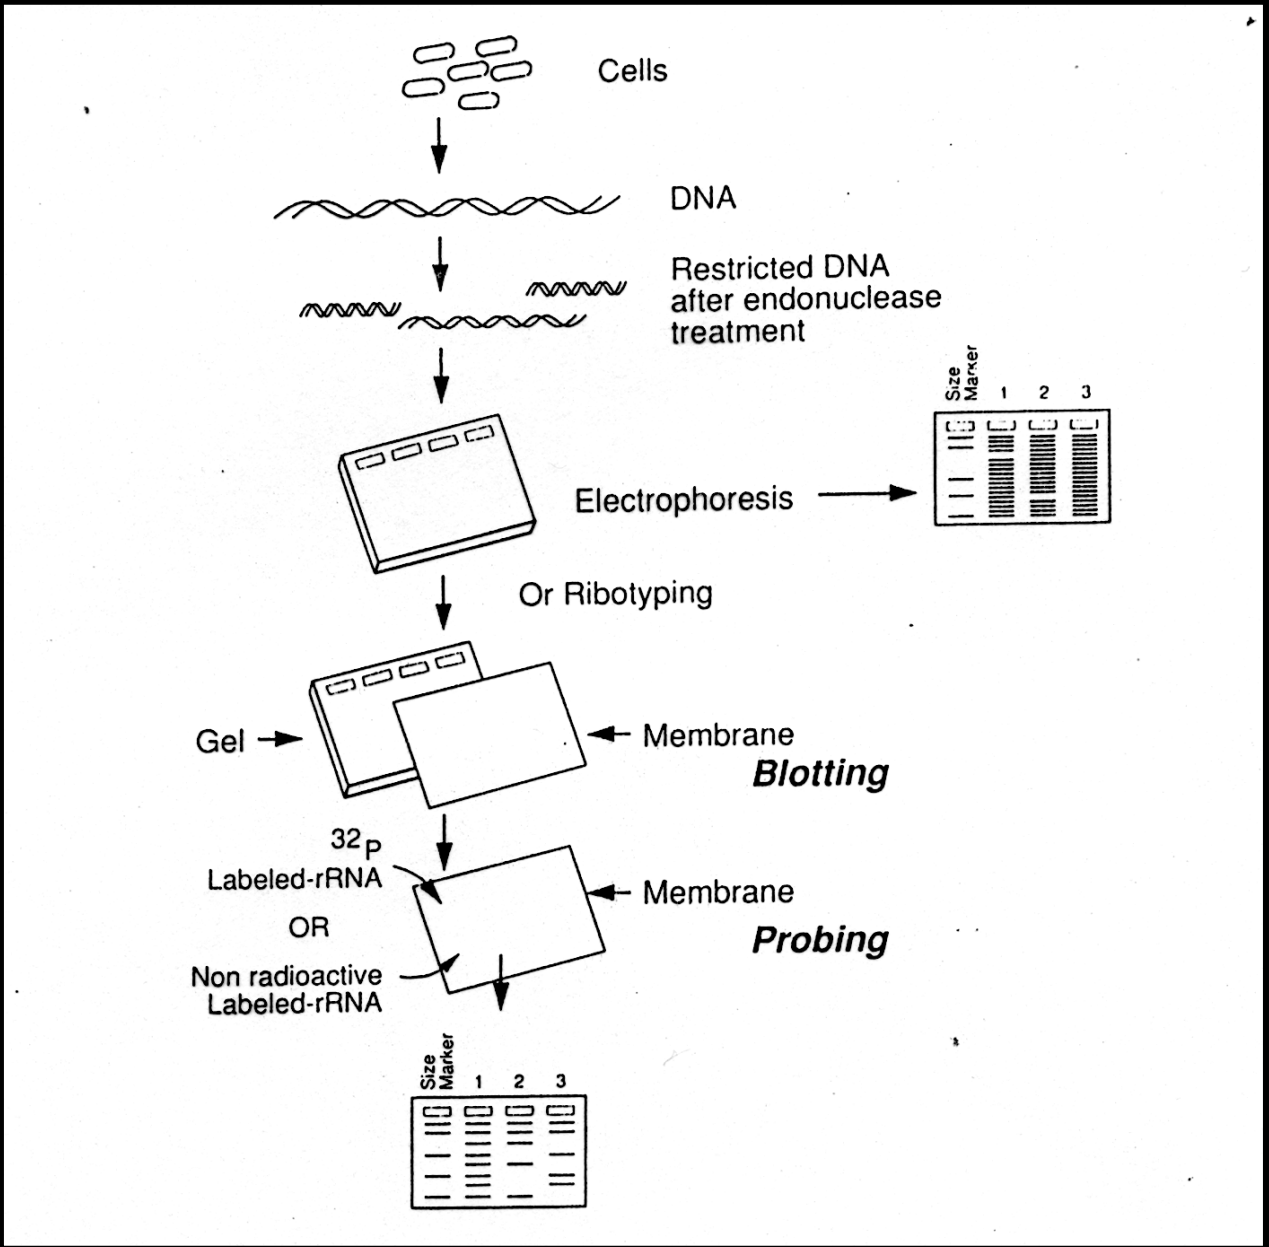 Cells
DNA
Restricted DNA
after endonuclease
treatment
Size
Marker
1 2 3
Electrophoresis
Or Ribotyping
Gel
Membrane
Blotting
32P
Labeled-rRNA
OR
Non radioactive
Labeled-rRNA
Membrane
Probing
Size
Marker
1 2 3